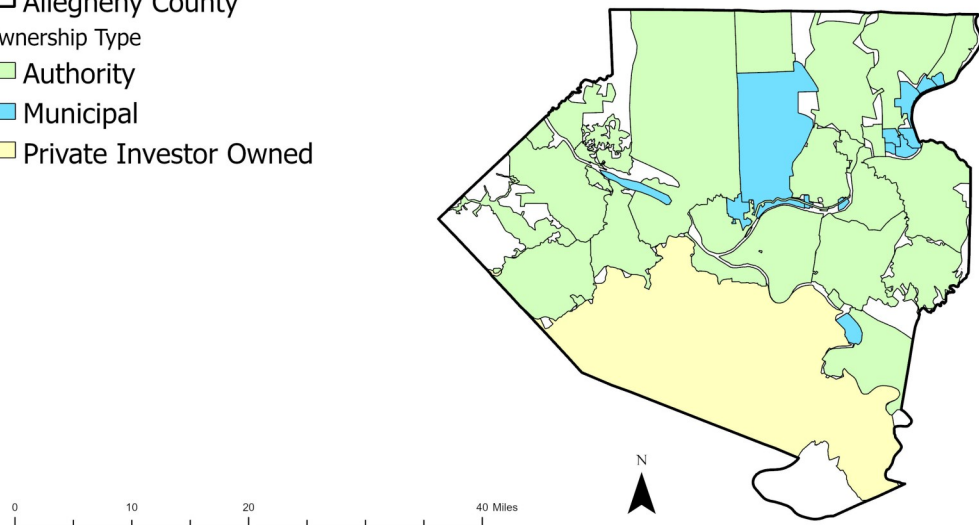 Allegheny County
wnership Type
Authority
Municipal
Private Investor Owned
N
0 10 20 40 Miles